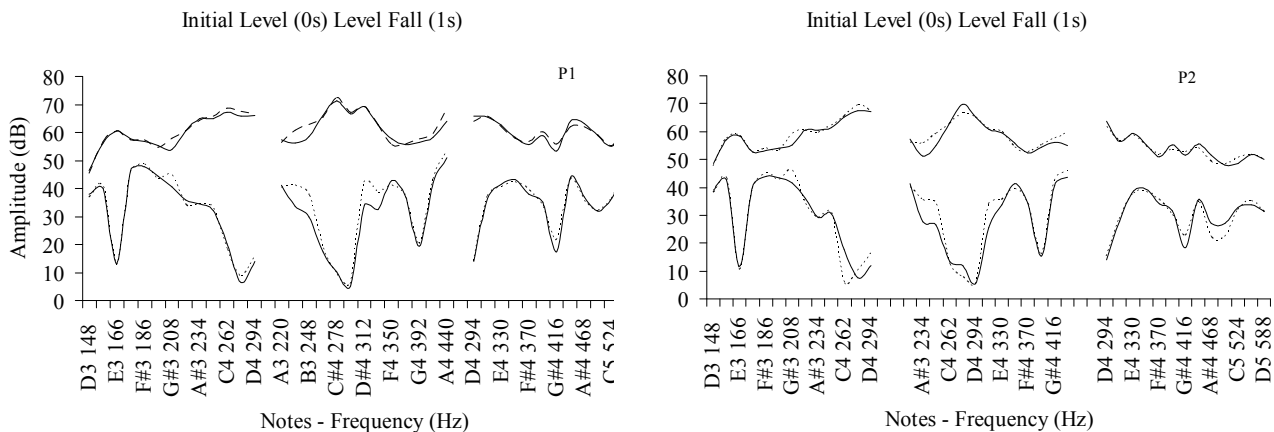 Initial Level (0s) Level Fall (1s)
P1
80
70
60
50
40
30
20
10
0
Amplitude (dB)
D3 148
E3 166
F#3 186
G#3 208
A#3 234
C4 262
D4 294
A3 220
B3 248
C#4 278
D#4 312
F4 350
G4 392
A4 440
D4 294
E4 330
F#4 370
G#4 416
A#4 468
C5 524
Notes - Frequency (Hz)
Initial Level (0s) Level Fall (1s)
P2
80
70
60
50
40
30
20
10
0
D3 148
E3 166
F#3 186
G#3 208
A#3 234
C4 262
D4 294
A#3 234
C4 262
D4 294
E4 330
F#4 370
G#4 416
D4 294
E4 330
F#4 370
G#4 416
A#4 468
C5 524
D5 588
Notes - Frequency (Hz)